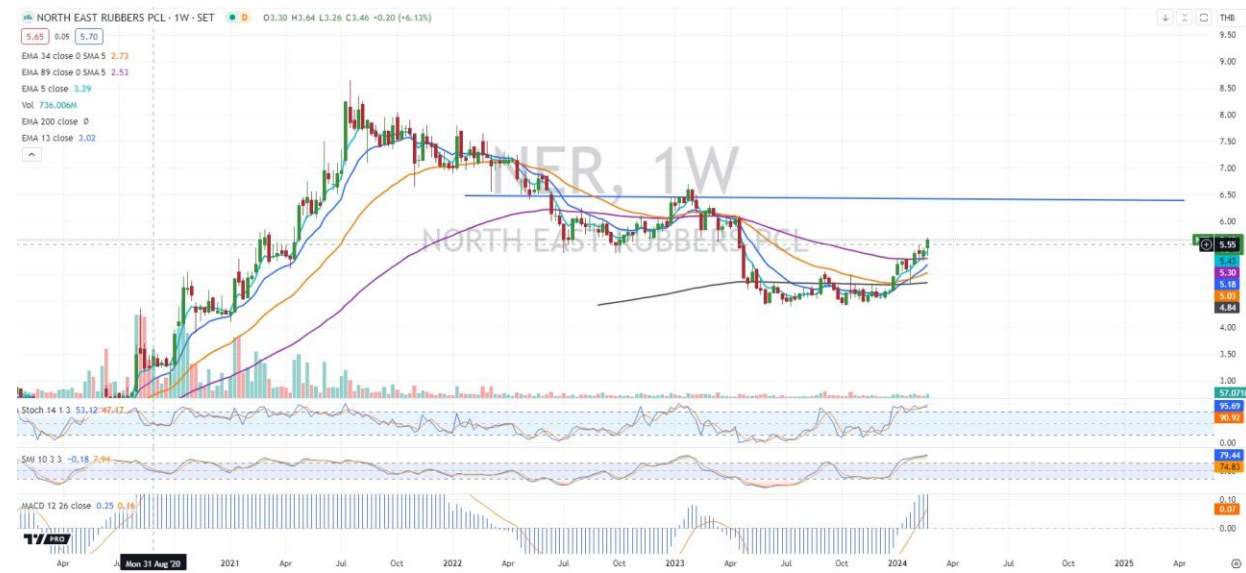 NORTH EAST RUBBERS PCL · 1W · SET D O3.30 H3.64 L3.26 C3.46 +0.20 (+6.13%)
THB
5.65 0.05 5.70
EMA 34 close 0 SMA 5 2.73
EMA 89 close 0 SMA 5 2.53
EMA 5 close 3.29
Vol 736.006M
EMA 200 close Ø
EMA 13 close 3.02
NER, 1W
NORTH EAST RUBBERS PCL
9.50
9.00
8.50
8.00
7.50
7.00
6.50
6.00
5.55
5.43
5.30
5.18
5.03
4.84
4.00
3.50
3.00
57.071
Stoch 14 1 3 53.12 47.17
95.69
90.92
0.00
SMI 10 3 3 -0.18 7.94
79.44
74.83
MACD 12 26 close 0.25 0.16
0.10
0.07
0.00
PRO
Apr Mon 31 Aug '20 2021 Apr Jul Oct 2022 Apr Jul Oct 2023 Apr Jul Oct 2024 Apr Jul Oct 2025 Apr